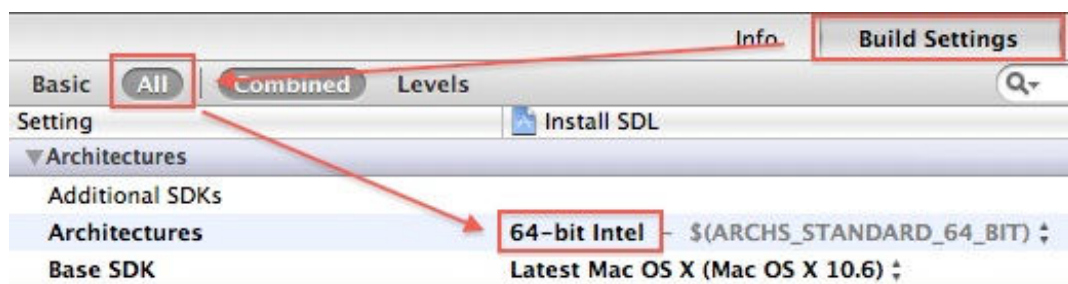 Info Build Settings
Basic All Combined Levels
Setting Install SDL
Architectures
Additional SDKs
Architectures 64-bit Intel - $(ARCHS_STANDARD_64_BIT)
Base SDK Latest Mac OS X (Mac OS X 10.6)